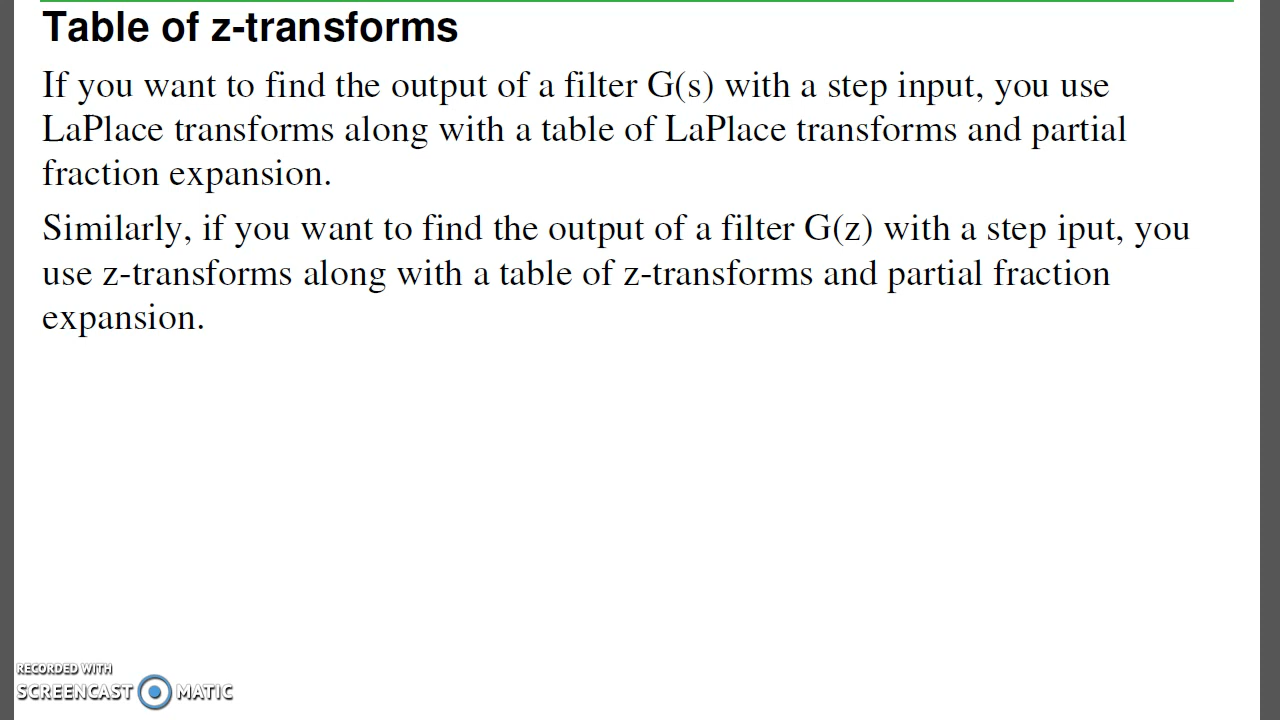 Table of z-transforms
If you want to find the output of a filter G(s) with a step input, you use
LaPlace transforms along with a table of LaPlace transforms and partial
fraction expansion.
Similarly, if you want to find the output of a filter G(z) with a step iput, you
use z-transforms along with a table of z-transforms and partial fraction
expansion.
RECORDED WITH
SCREENCAST MATIC